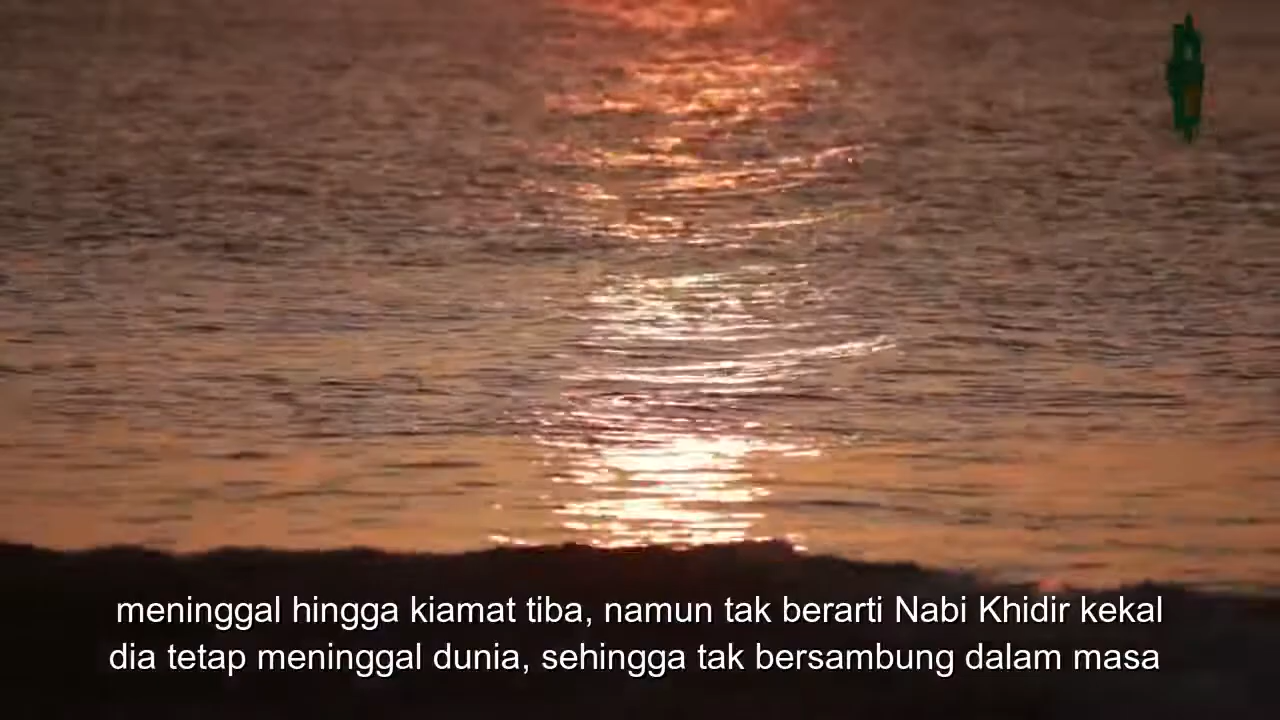 meninggal hingga kiamat tiba, namun tak berarti Nabi Khidir kekal
dia tetap meninggal dunia, sehingga tak bersambung dalam masa